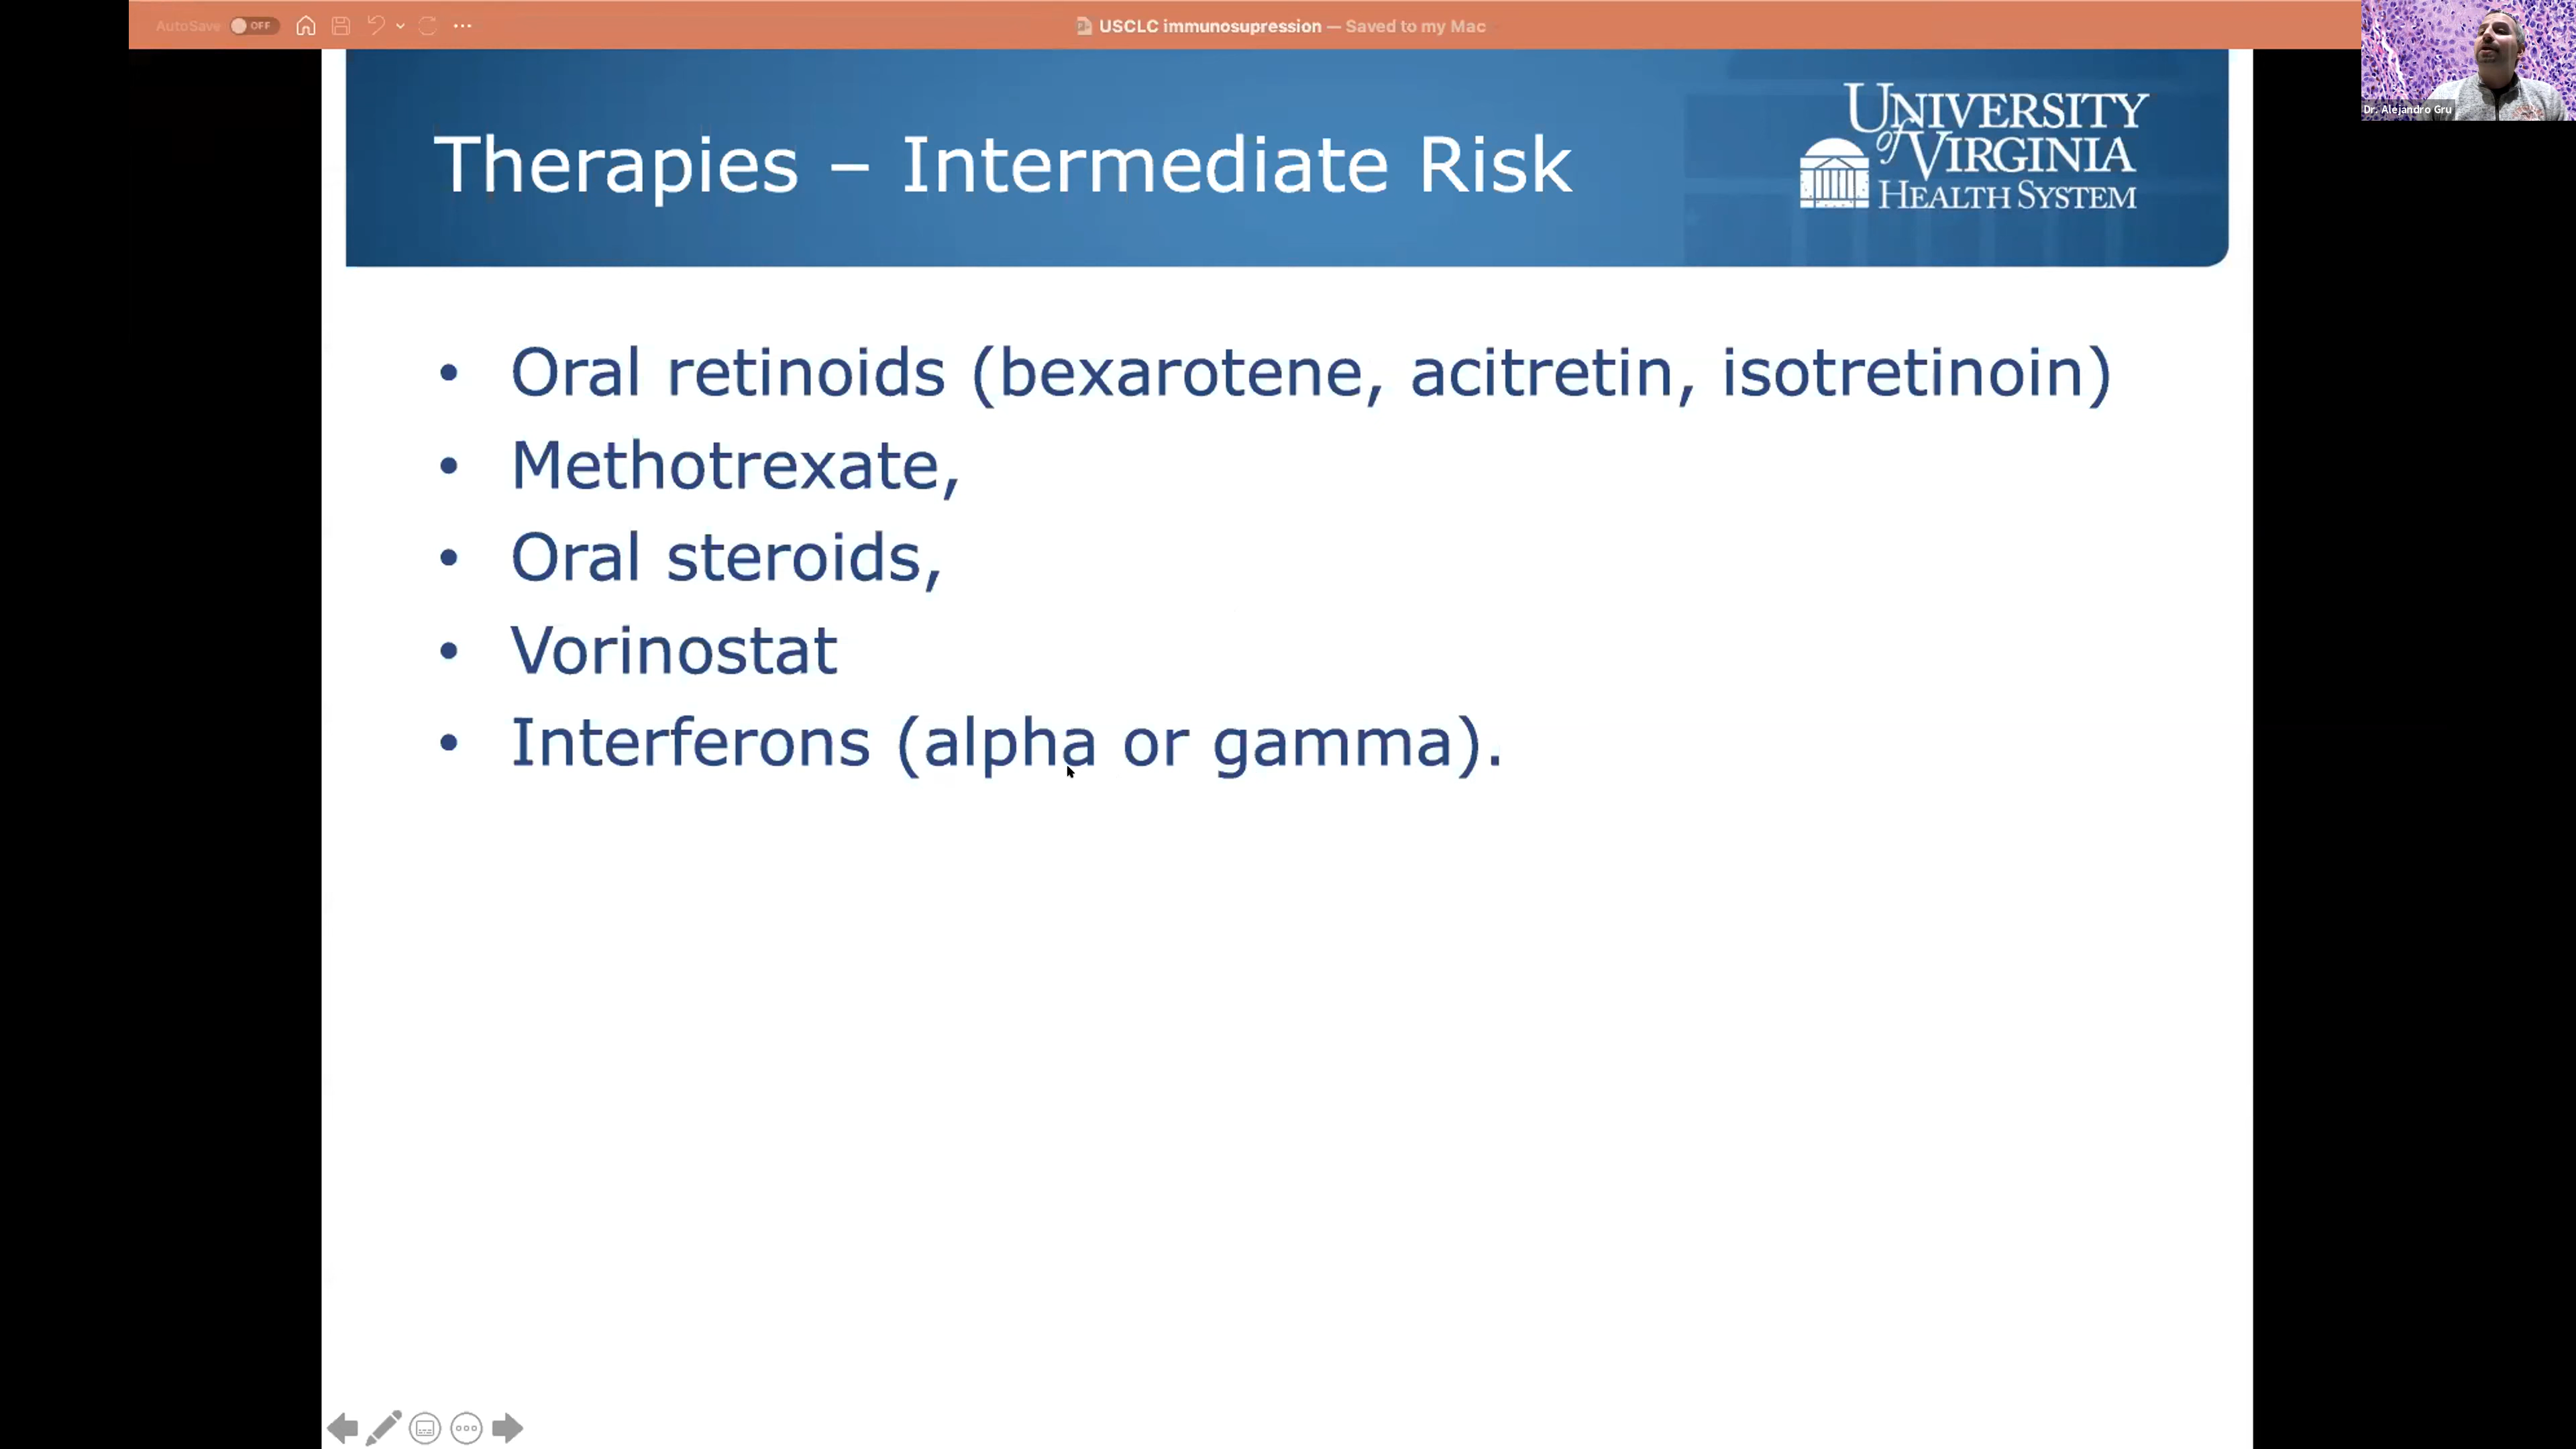 AutoSave OFF
USCLC immunosupression — Saved to my Mac
Dr. Alejandro Gru
Therapies – Intermediate Risk
UNIVERSITY
of VIRGINIA
HEALTH SYSTEM
• Oral retinoids (bexarotene, acitretin, isotretinoin)
• Methotrexate,
• Oral steroids,
• Vorinostat
• Interferons (alpha or gamma).